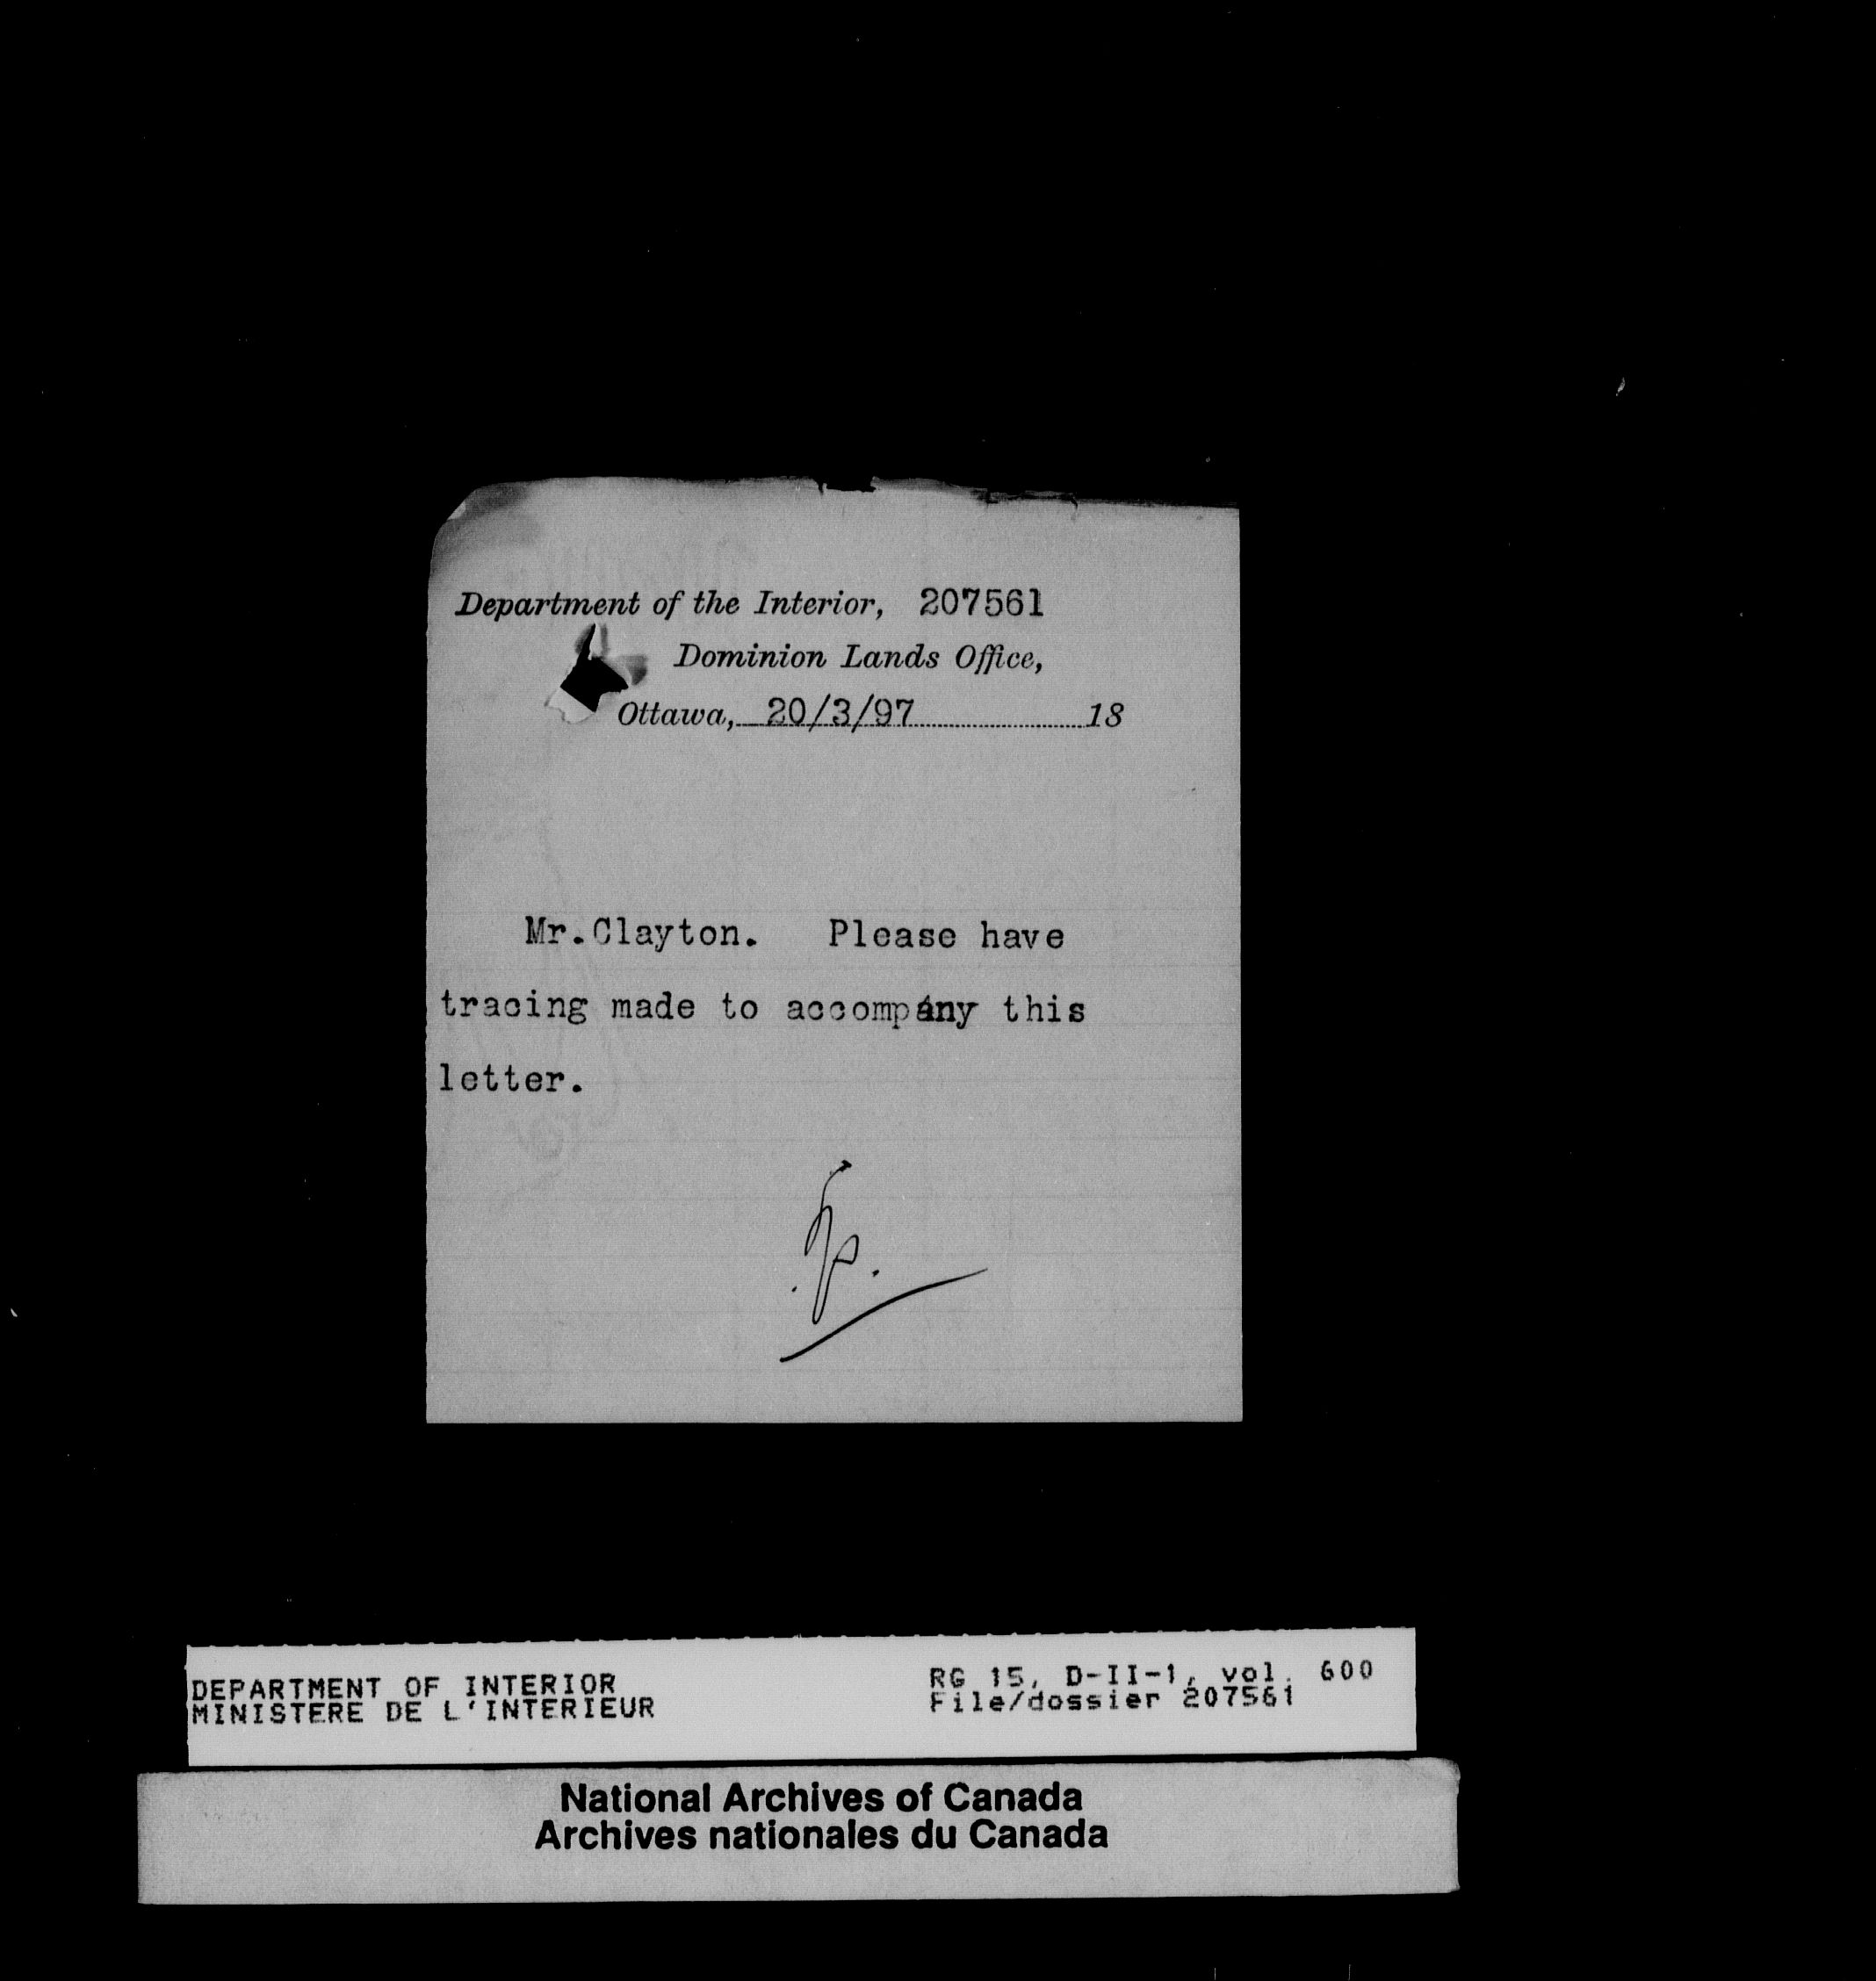 Department of the Interior, 207561
Dominion Lands Office,
Ottawa, 20/3/97 18
Mr.Clayton. Please have
tracing made to accompany this
letter.
DEPARTMENT OF INTERIOR
MINISTERE DE L'INTERIEUR
RG 15, D-II-1, vol. 600
File/dossier 207561
National Archives of Canada
Archives nationales du Canada